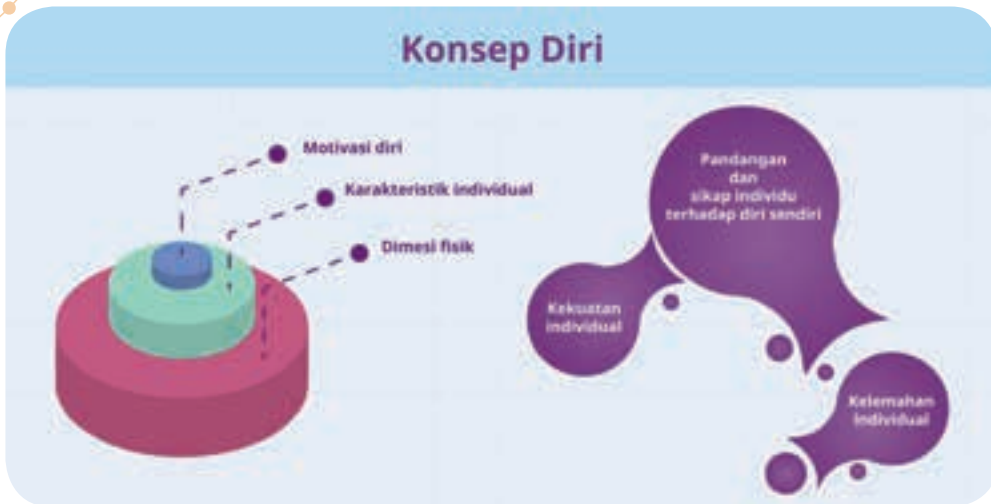 Konsep Diri
Motivasi diri
Karakteristik individual
Dimesi fisik
Pandangan
dan
sikap individu
terhadap diri sendiri
Kekuatan
individual
Kelemahan
individual